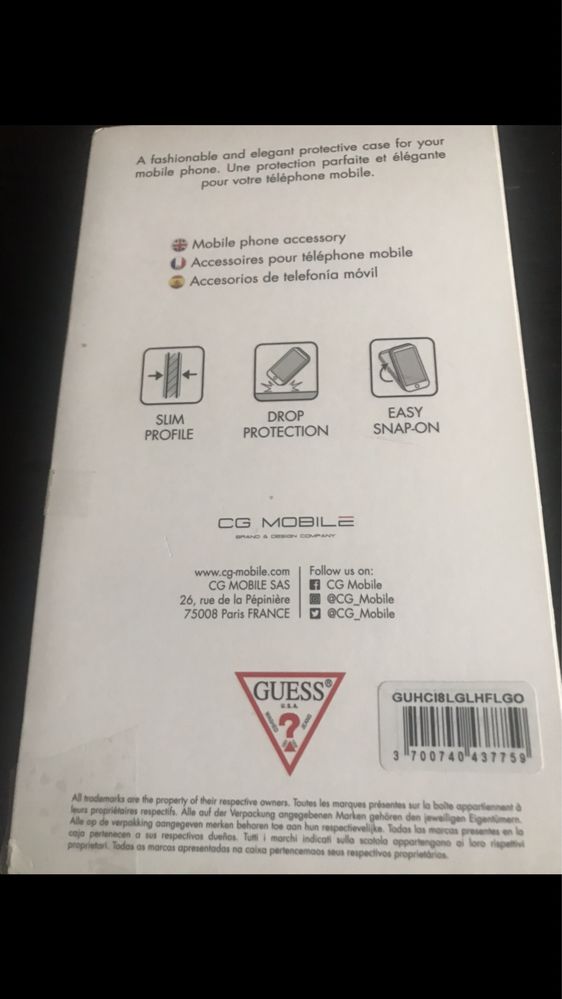 A fashionable and elegant protective case for your
mobile phone. Une protection parfaite et élégante
pour votre téléphone mobile.
Mobile phone accessory
Accessoires pour téléphone mobile
Accesorios de telefonía móvil
SLIM
PROFILE
DROP
PROTECTION
EASY
SNAP-ON
CG MOBILE
BRAND & DESIGN COMPANY
www.cg-mobile.com
CG MOBILE SAS
26, rue de la Pépinière
75008 Paris FRANCE
Follow us on:
CG Mobile
@CG_Mobile
@CG_Mobile
GUESS®
U.S.A.
WASHED
?
JEANS
GUHCI8LGLHFLGO
3 700740 437759
All trademarks are the property of their respective owners. Toutes les marques présentes sur la boîte appartiennent à
leurs propriétaires respectifs. Alle auf der Verpackung angegebenen Marken gehören den jeweiligen Eigentümern.
Alle op de verpakking aangegeven merken behoren toe aan hun respectievelijke. Todas las marcas presentes en la
caja pertenecen a sus respectivos dueños. Tutti i marchi indicati sulla scatola appartengono ai loro rispettivi
proprietari. Todas as marcas apresentadas na caixa pertencemaos seus respectivos proprietários.